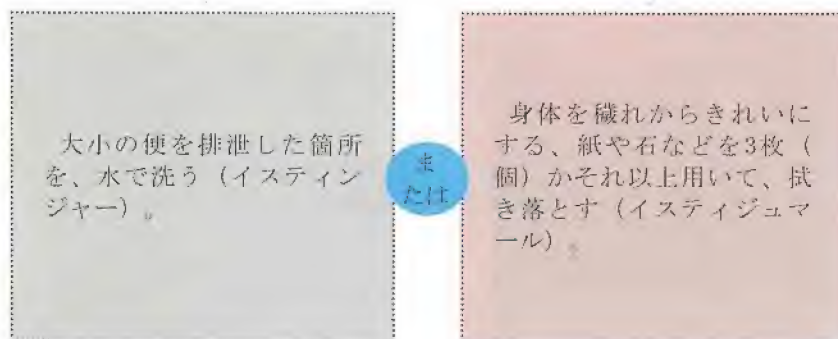 大小の便を排泄した箇所
を、水で洗う（イスティン
ジャー）。
ま
たは
身体を穢れからきれいに
する、紙や石などを3枚（
個）かそれ以上用いて、拭
き落とす（イスティジュマ
ール）。